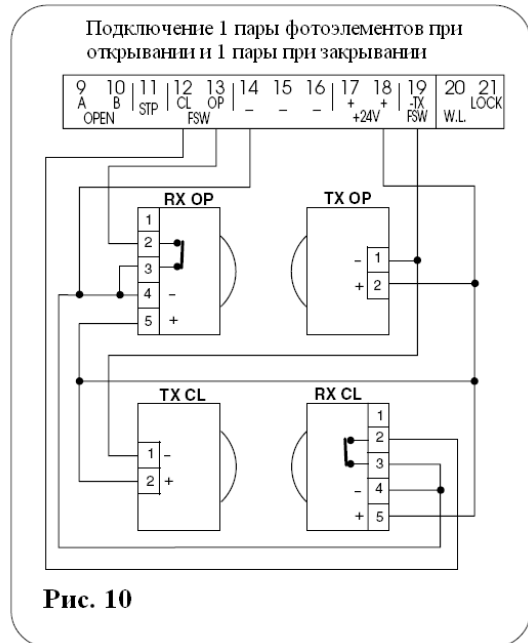 Подключение 1 пары фотоэлементов при
открывании и 1 пары при закрывании
9 10 11 12 13 14 15 16 17 18 19 20 21
A B STP CL OP – – – + + -TX W.L. LOCK
OPEN FSW +24V FSW
RX OP TX OP
1
2
3
4 –
5 +
– 1
+ 2
TX CL RX CL
1 –
2 +
1
2
3
– 4
+ 5
Рис. 10